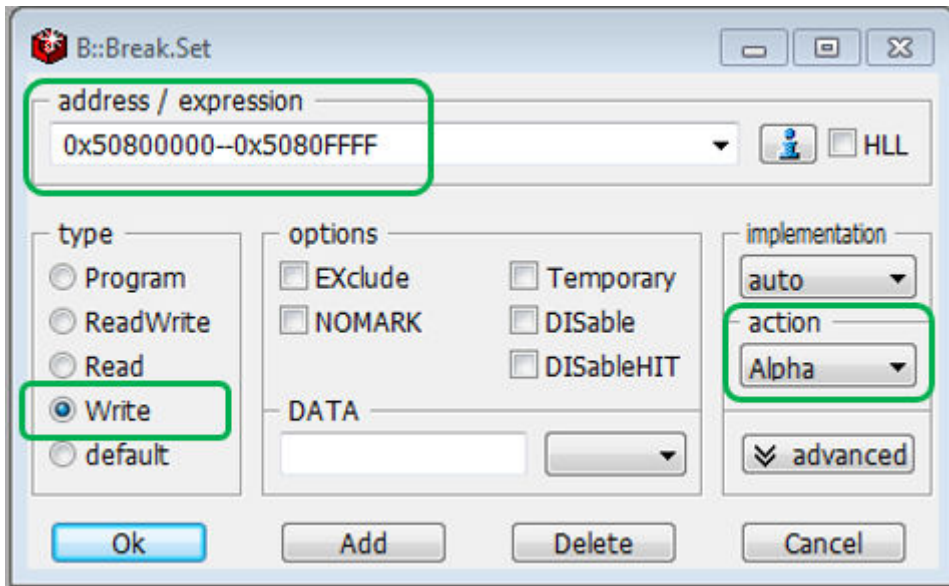 B::Break.Set
address / expression
0x50800000--0x5080FFFF
HLL
type
Program
ReadWrite
Read
Write
default
options
EXclude
NOMARK
Temporary
DISable
DISableHIT
DATA
implementation
auto
action
Alpha
advanced
Ok
Add
Delete
Cancel